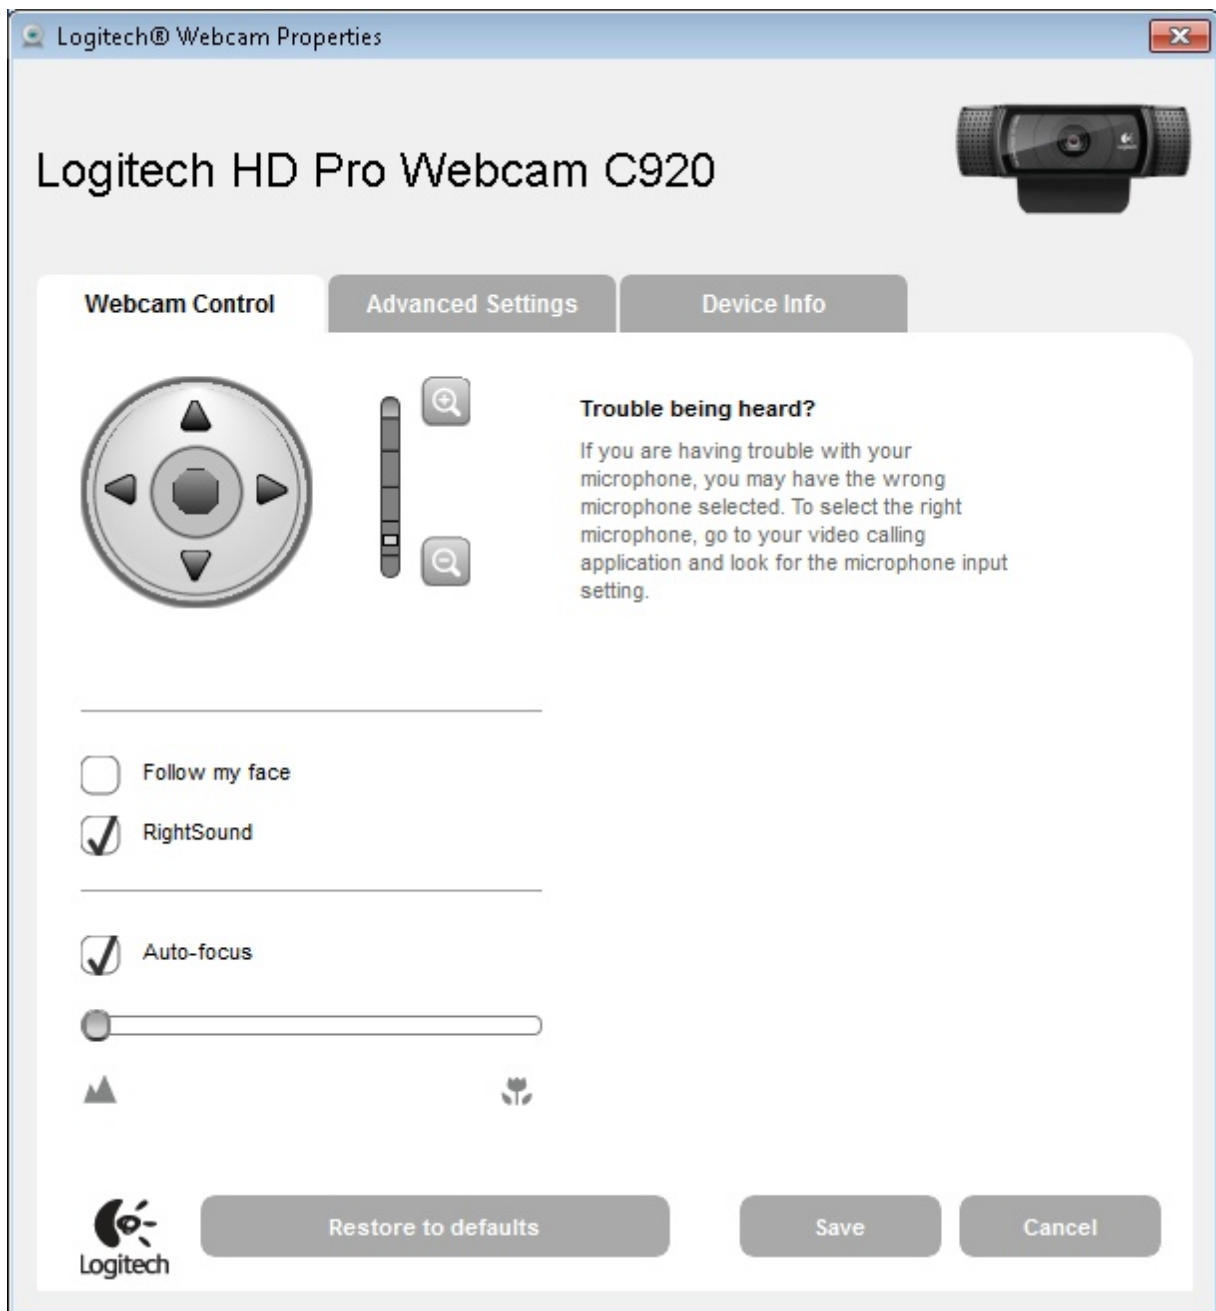 Logitech® Webcam Properties
Logitech HD Pro Webcam C920
Webcam Control
Advanced Settings
Device Info
Trouble being heard?
If you are having trouble with your
microphone, you may have the wrong
microphone selected. To select the right
microphone, go to your video calling
application and look for the microphone input
setting.
Follow my face
RightSound
Auto-focus
Logitech
Restore to defaults
Save
Cancel